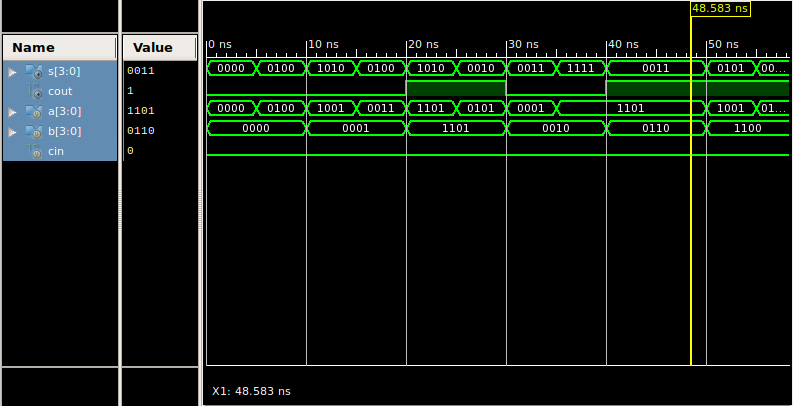 48.583 ns
Name Value
0 ns 10 ns 20 ns 30 ns 40 ns 50 ns
s[3:0] 0011 0000 0100 1010 0100 1010 0010 0011 1111 0011 0101 00...
cout 1
a[3:0] 1101 0000 0100 1001 0011 1101 0101 0001 1101 1001 01...
b[3:0] 0110 0000 0001 1101 0010 0110 1100
cin 0
X1: 48.583 ns